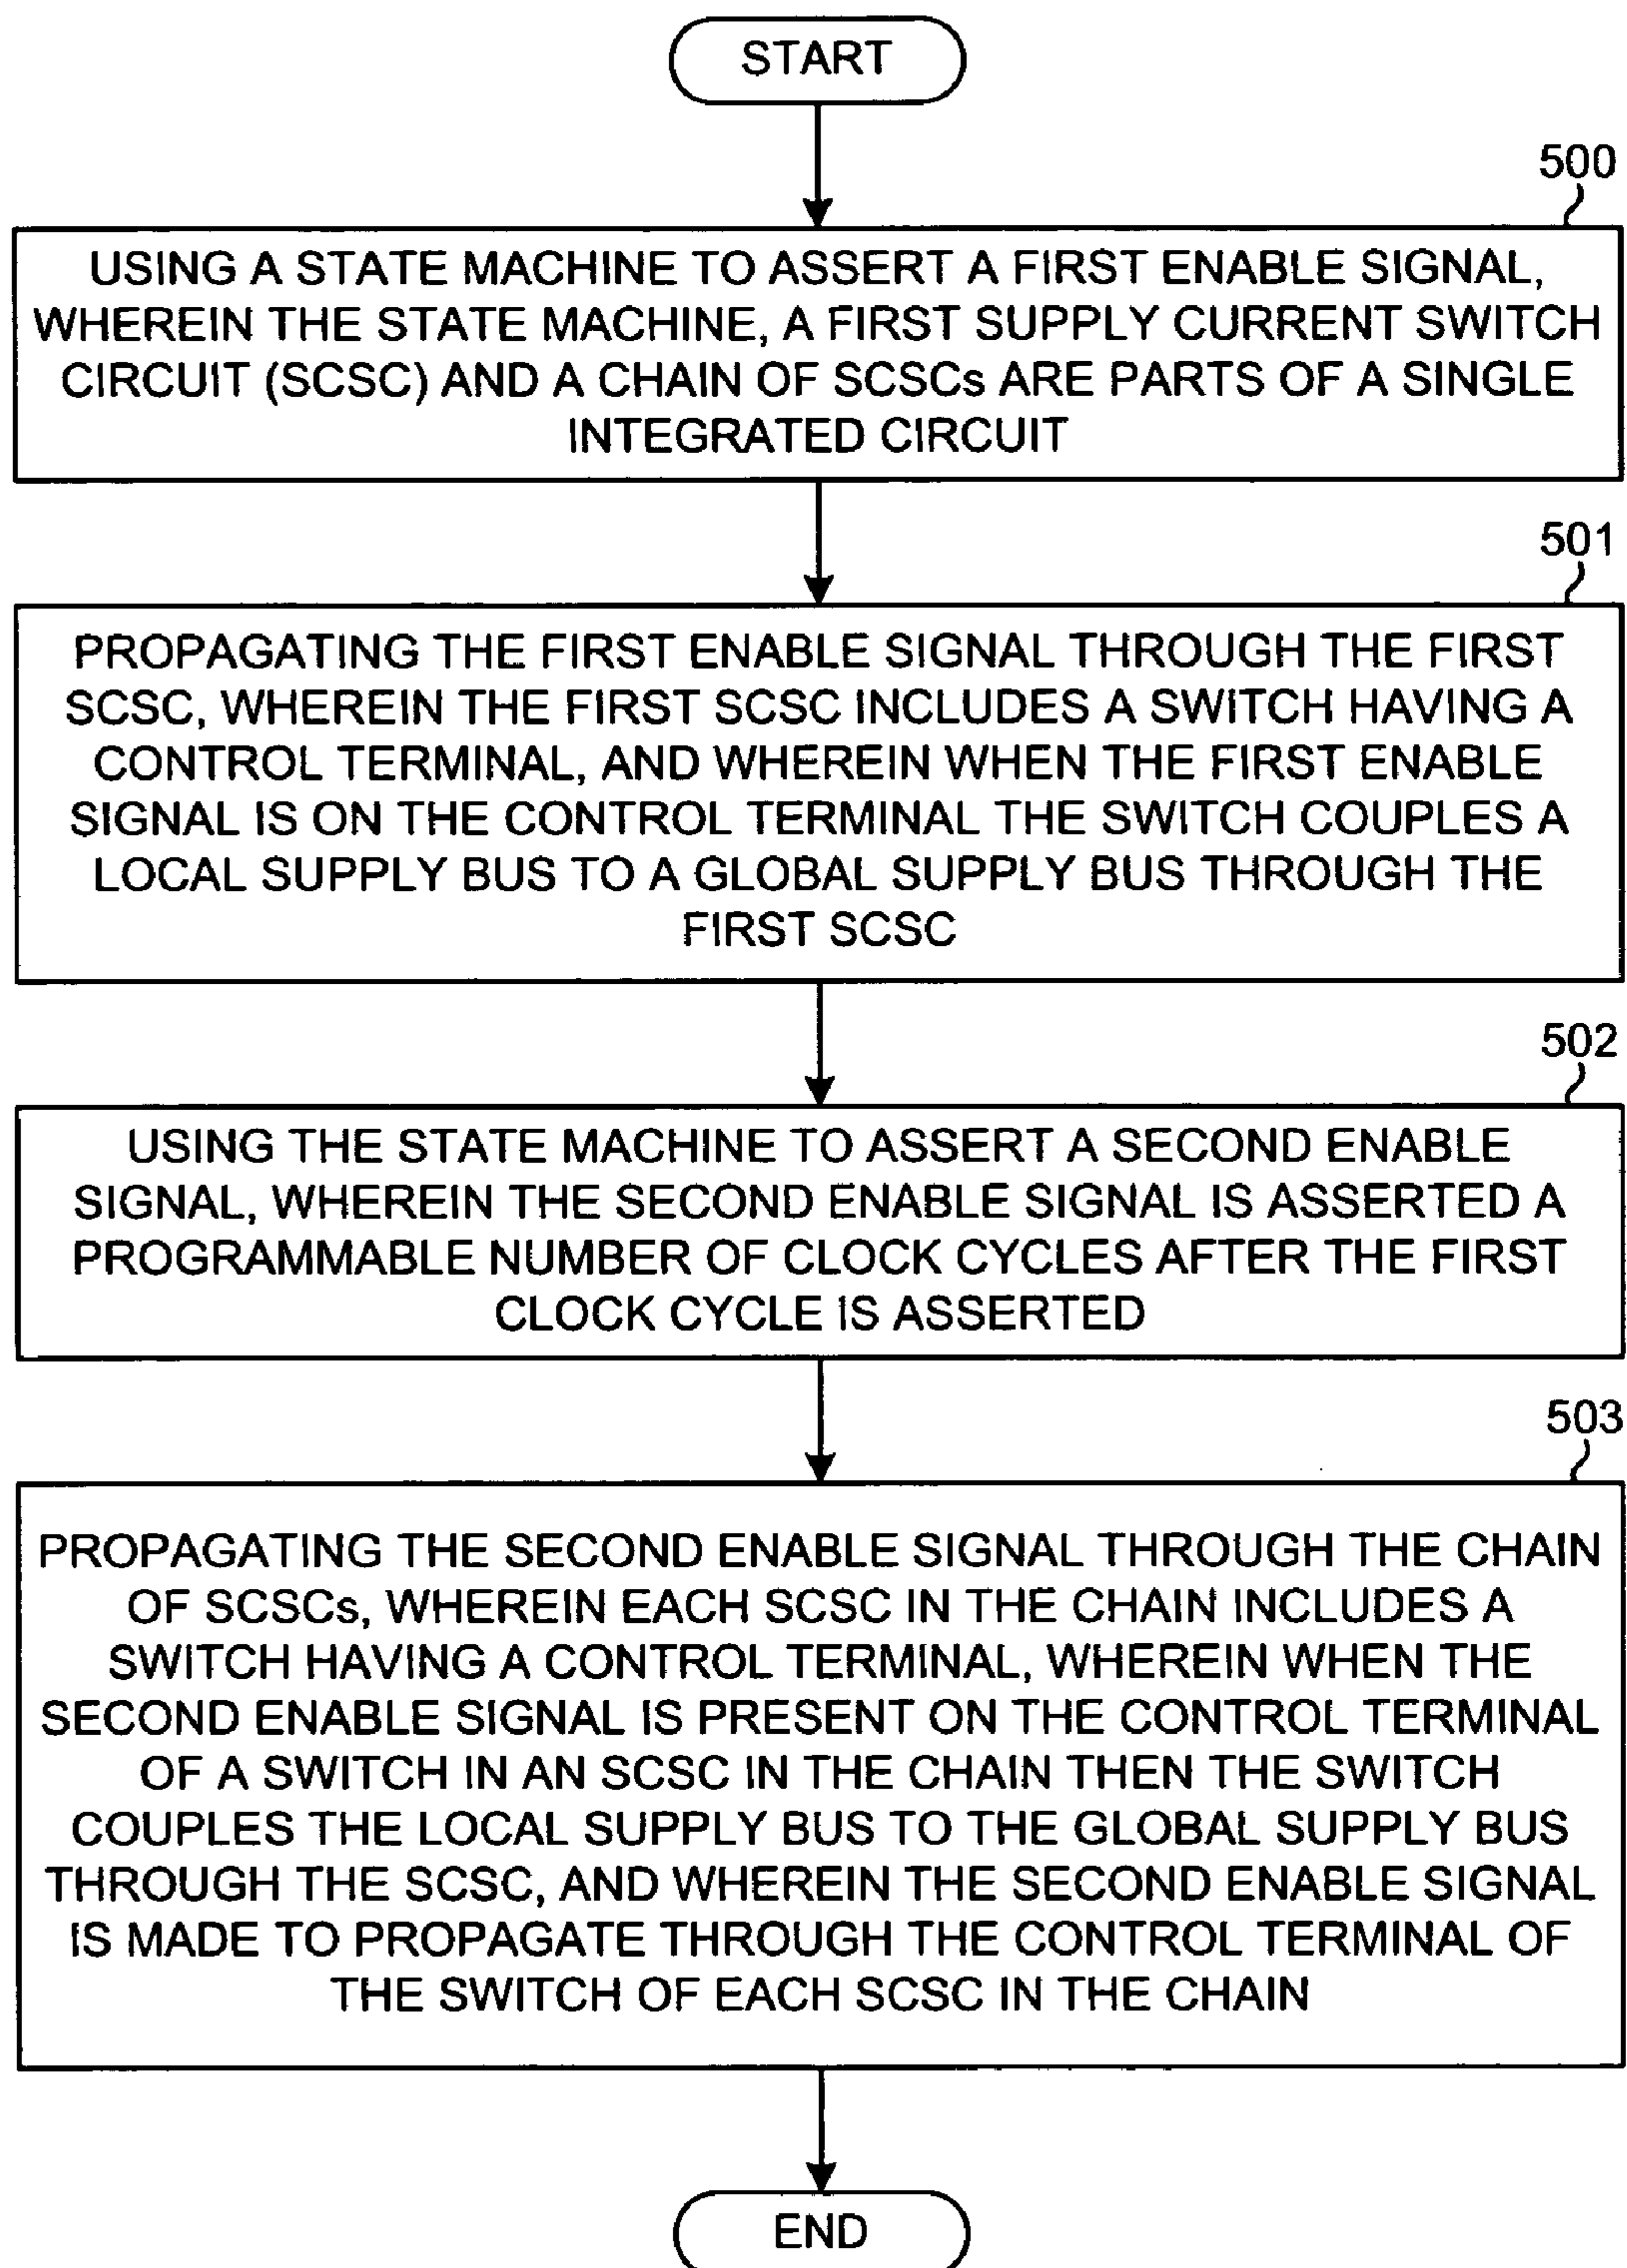 START
500
USING A STATE MACHINE TO ASSERT A FIRST ENABLE SIGNAL,
WHEREIN THE STATE MACHINE, A FIRST SUPPLY CURRENT SWITCH
CIRCUIT (SCSC) AND A CHAIN OF SCSCs ARE PARTS OF A SINGLE
INTEGRATED CIRCUIT
501
PROPAGATING THE FIRST ENABLE SIGNAL THROUGH THE FIRST
SCSC, WHEREIN THE FIRST SCSC INCLUDES A SWITCH HAVING A
CONTROL TERMINAL, AND WHEREIN WHEN THE FIRST ENABLE
SIGNAL IS ON THE CONTROL TERMINAL THE SWITCH COUPLES A
LOCAL SUPPLY BUS TO A GLOBAL SUPPLY BUS THROUGH THE
FIRST SCSC
502
USING THE STATE MACHINE TO ASSERT A SECOND ENABLE
SIGNAL, WHEREIN THE SECOND ENABLE SIGNAL IS ASSERTED A
PROGRAMMABLE NUMBER OF CLOCK CYCLES AFTER THE FIRST
CLOCK CYCLE IS ASSERTED
503
PROPAGATING THE SECOND ENABLE SIGNAL THROUGH THE CHAIN
OF SCSCs, WHEREIN EACH SCSC IN THE CHAIN INCLUDES A
SWITCH HAVING A CONTROL TERMINAL, WHEREIN WHEN THE
SECOND ENABLE SIGNAL IS PRESENT ON THE CONTROL TERMINAL
OF A SWITCH IN AN SCSC IN THE CHAIN THEN THE SWITCH
COUPLES THE LOCAL SUPPLY BUS TO THE GLOBAL SUPPLY BUS
THROUGH THE SCSC, AND WHEREIN THE SECOND ENABLE SIGNAL
IS MADE TO PROPAGATE THROUGH THE CONTROL TERMINAL OF
THE SWITCH OF EACH SCSC IN THE CHAIN
END